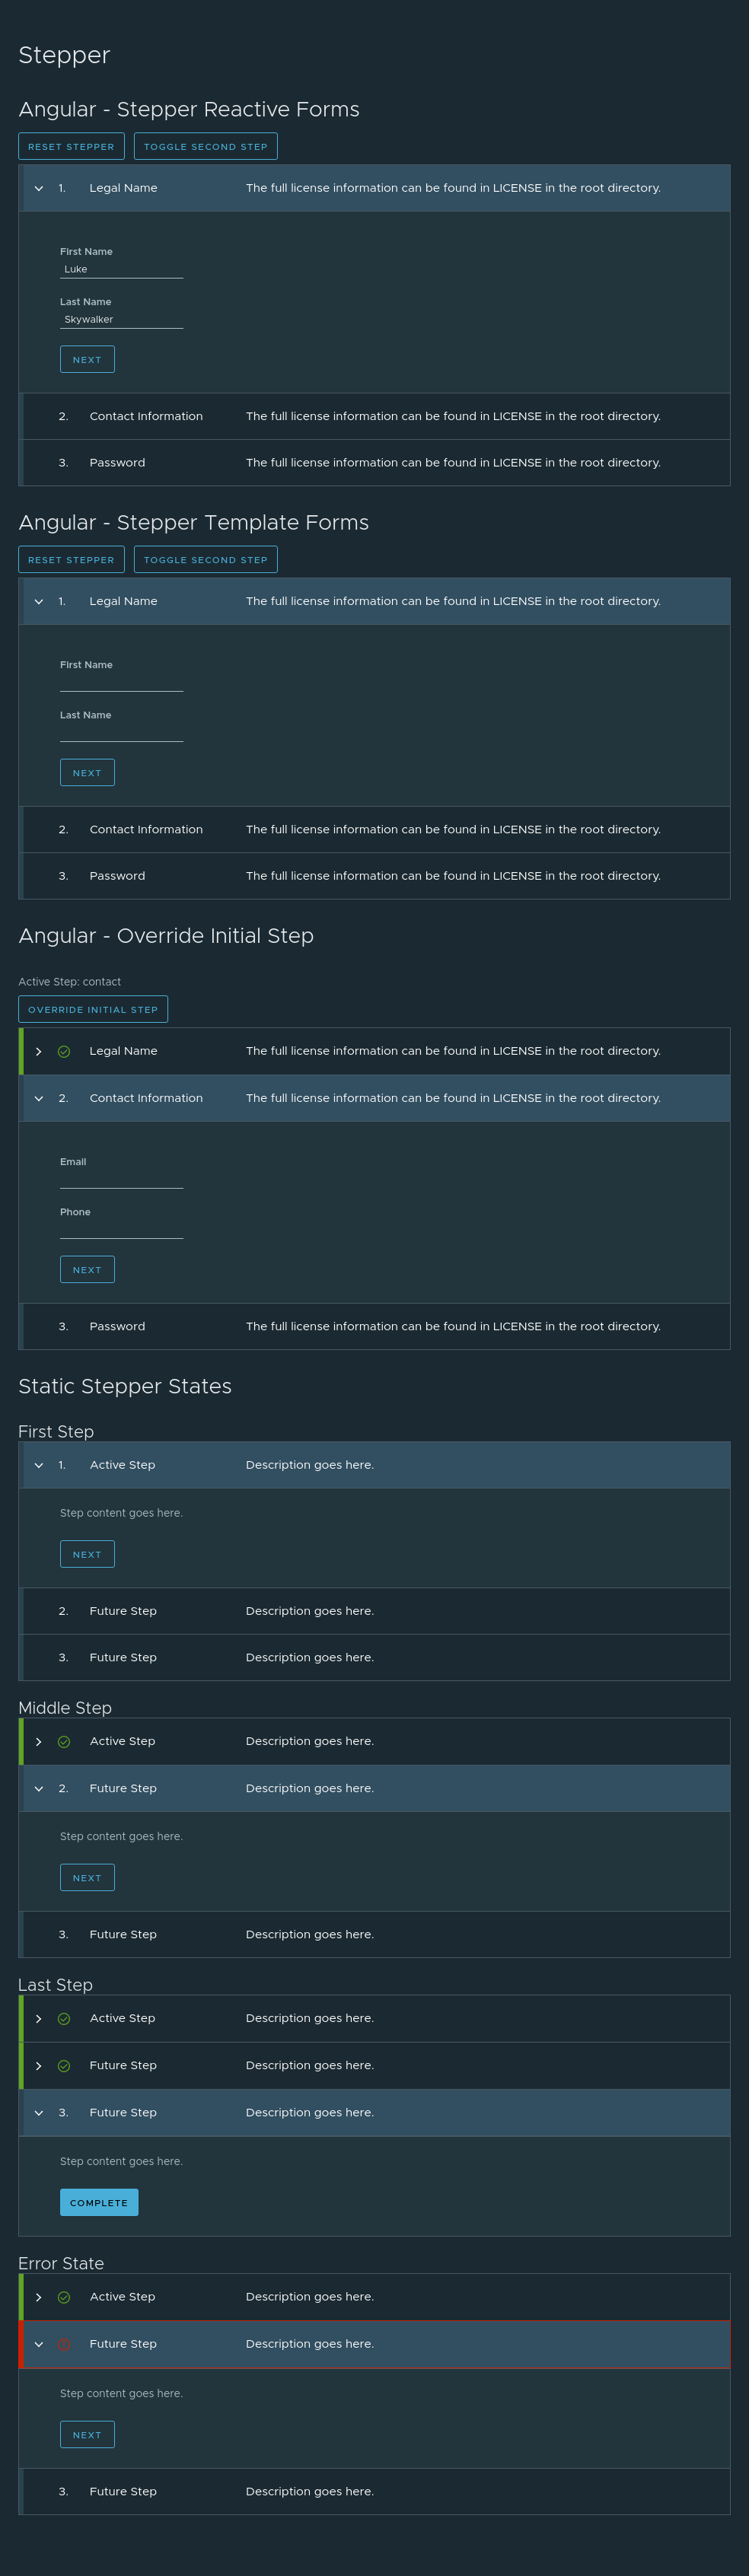 Stepper
Angular - Stepper Reactive Forms
RESET STEPPER TOGGLE SECOND STEP
1. Legal Name The full license information can be found in LICENSE in the root directory.
First Name
Luke
Last Name
Skywalker
NEXT
2. Contact Information The full license information can be found in LICENSE in the root directory.
3. Password The full license information can be found in LICENSE in the root directory.
Angular - Stepper Template Forms
RESET STEPPER TOGGLE SECOND STEP
1. Legal Name The full license information can be found in LICENSE in the root directory.
First Name
Last Name
NEXT
2. Contact Information The full license information can be found in LICENSE in the root directory.
3. Password The full license information can be found in LICENSE in the root directory.
Angular - Override Initial Step
Active Step: contact
OVERRIDE INITIAL STEP
Legal Name The full license information can be found in LICENSE in the root directory.
2. Contact Information The full license information can be found in LICENSE in the root directory.
Email
Phone
NEXT
3. Password The full license information can be found in LICENSE in the root directory.
Static Stepper States
First Step
1. Active Step Description goes here.
Step content goes here.
NEXT
2. Future Step Description goes here.
3. Future Step Description goes here.
Middle Step
Active Step Description goes here.
2. Future Step Description goes here.
Step content goes here.
NEXT
3. Future Step Description goes here.
Last Step
Active Step Description goes here.
Future Step Description goes here.
3. Future Step Description goes here.
Step content goes here.
COMPLETE
Error State
Active Step Description goes here.
Future Step Description goes here.
Step content goes here.
NEXT
3. Future Step Description goes here.